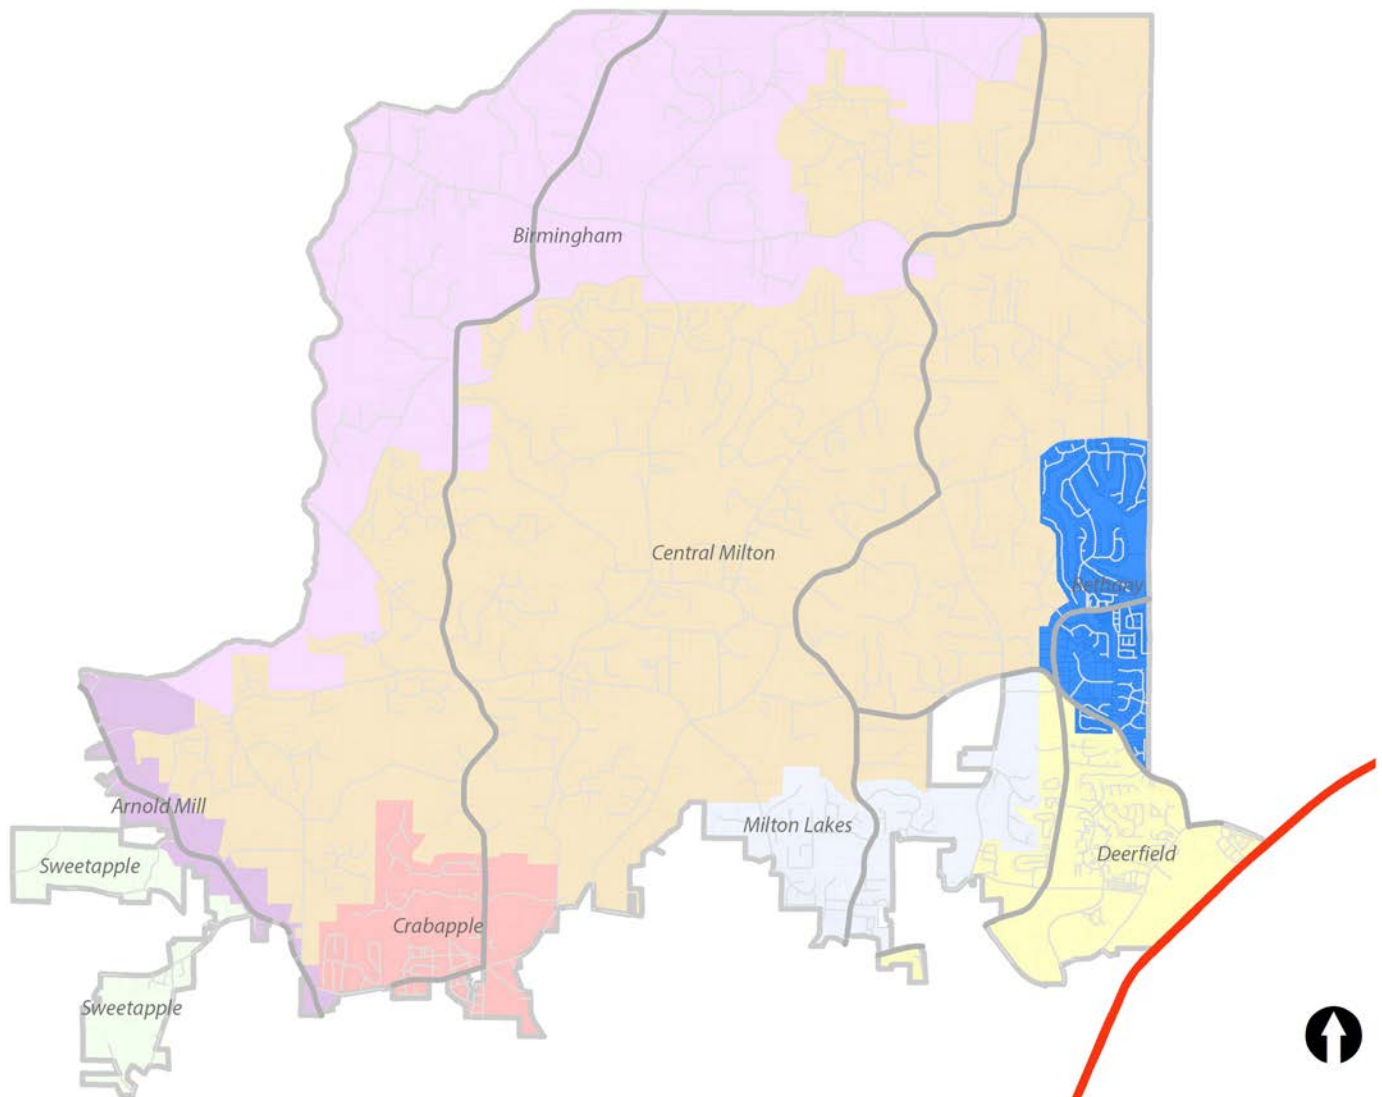 Birmingham
Central Milton
Bethany
Arnold Mill
Milton Lakes
Deerfield
Sweetapple
Crabapple
Sweetapple